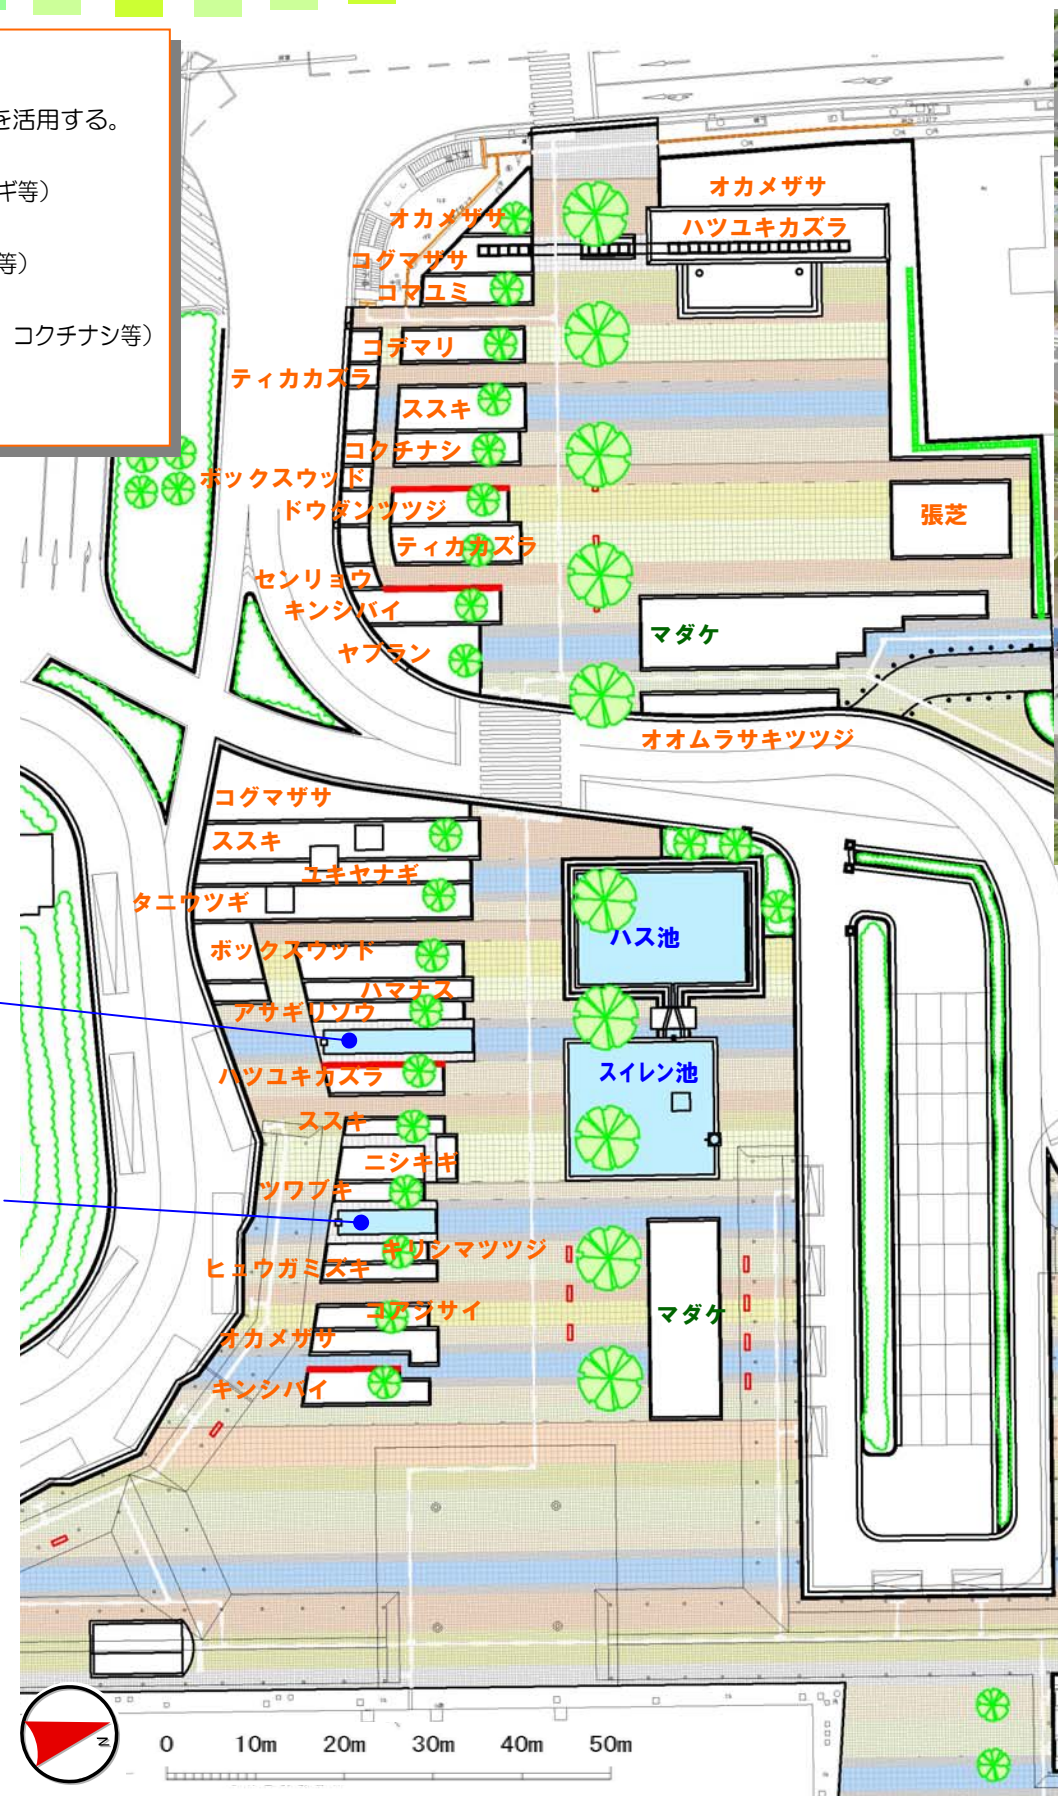 を活用する。
ギ等）
等）
コクチナシ等）
オカメザサ
ハツユキカズラ
オカメザサ
コグマザサ
コマユミ
コデマリ
ティカカズラ
ススキ
コクチナシ
ボックスウッド
ドウダンツツジ
張芝
ティカカズラ
センリョウ
キンシバイ
マダケ
ヤブラン
オオムラサキツツジ
コグマザサ
ススキ
ユキヤナギ
タニウツギ
ボックスウッド
ハス池
ハマナス
アサギリソウ
ハツユキカズラ
スイレン池
ススキ
ニシキギ
ツワブキ
キリシマツツジ
ヒュウガミズキ
コアジサイ
マダケ
オカメザサ
キンシバイ
N
0 10m 20m 30m 40m 50m